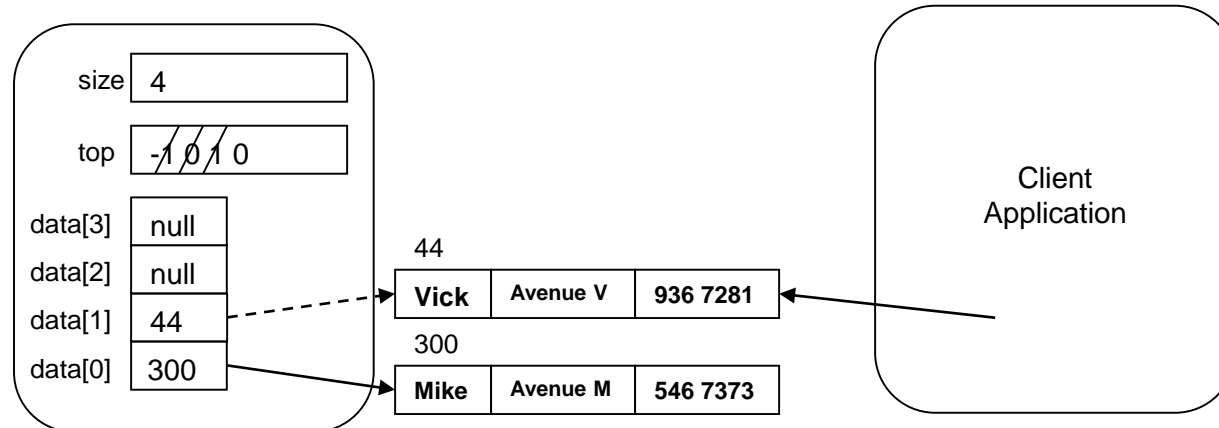 size 4
top -1 0 1 0
data[3] null
data[2] null
data[1] 44
data[0] 300
44
Vick Avenue V 936 7281
300
Mike Avenue M 546 7373
Client
Application